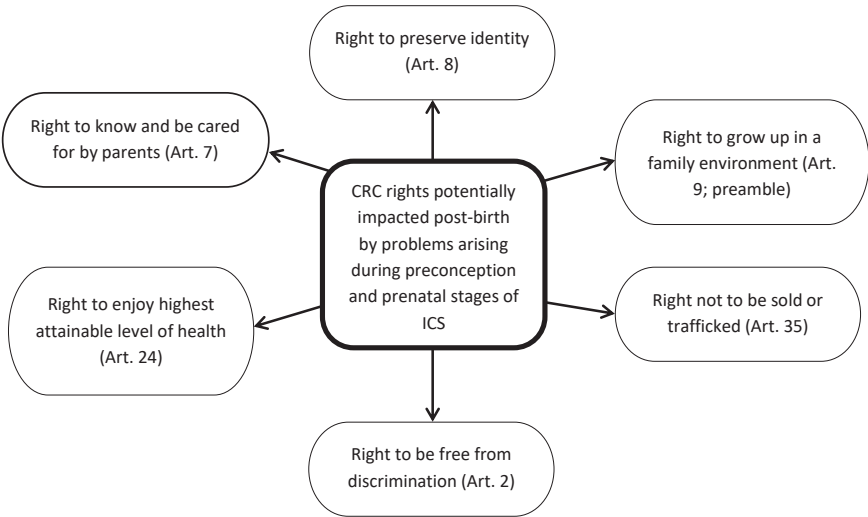 Right to preserve identity
(Art. 8)
Right to know and be cared
for by parents (Art. 7)
Right to grow up in a
family environment (Art.
9; preamble)
CRC rights potentially
impacted post-birth
by problems arising
during preconception
and prenatal stages of
ICS
Right to enjoy highest
attainable level of health
(Art. 24)
Right not to be sold or
trafficked (Art. 35)
Right to be free from
discrimination (Art. 2)